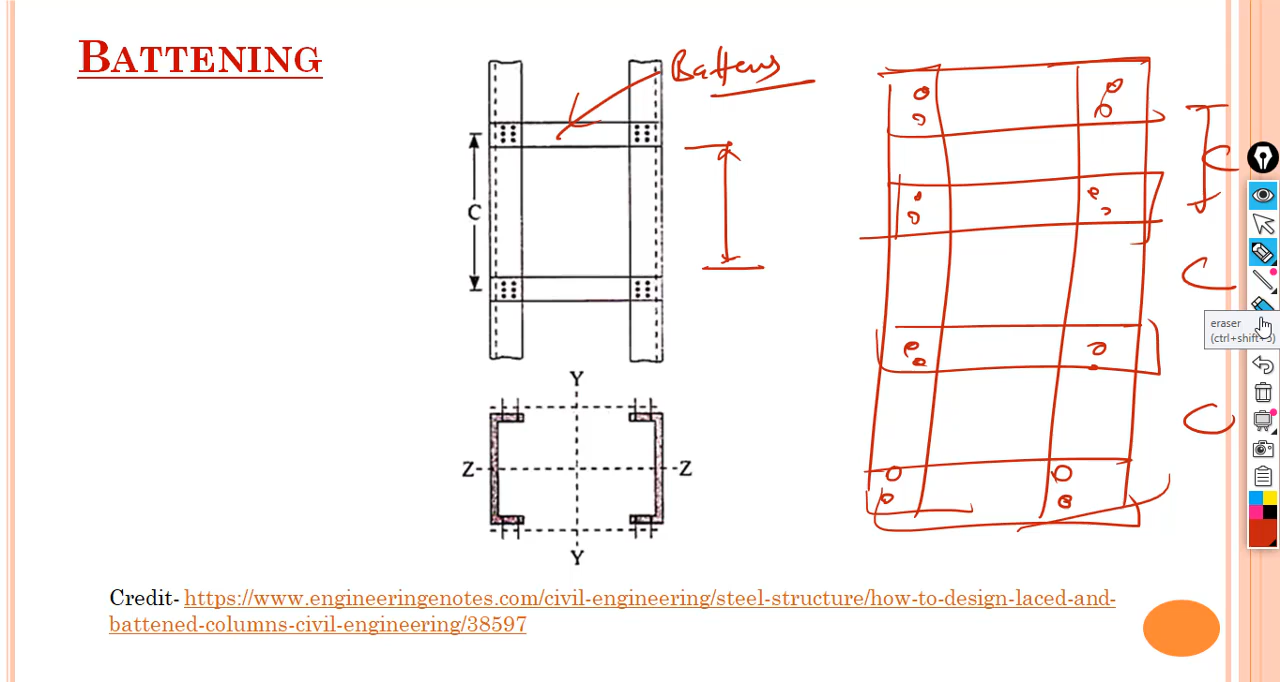 BATTENING
Battens
C
C
C
C
Y
Z
Z
Y
eraser
(ctrl+shift+5)
Credit- https://www.engineeringenotes.com/civil-engineering/steel-structure/how-to-design-laced-and-
battened-columns-civil-engineering/38597